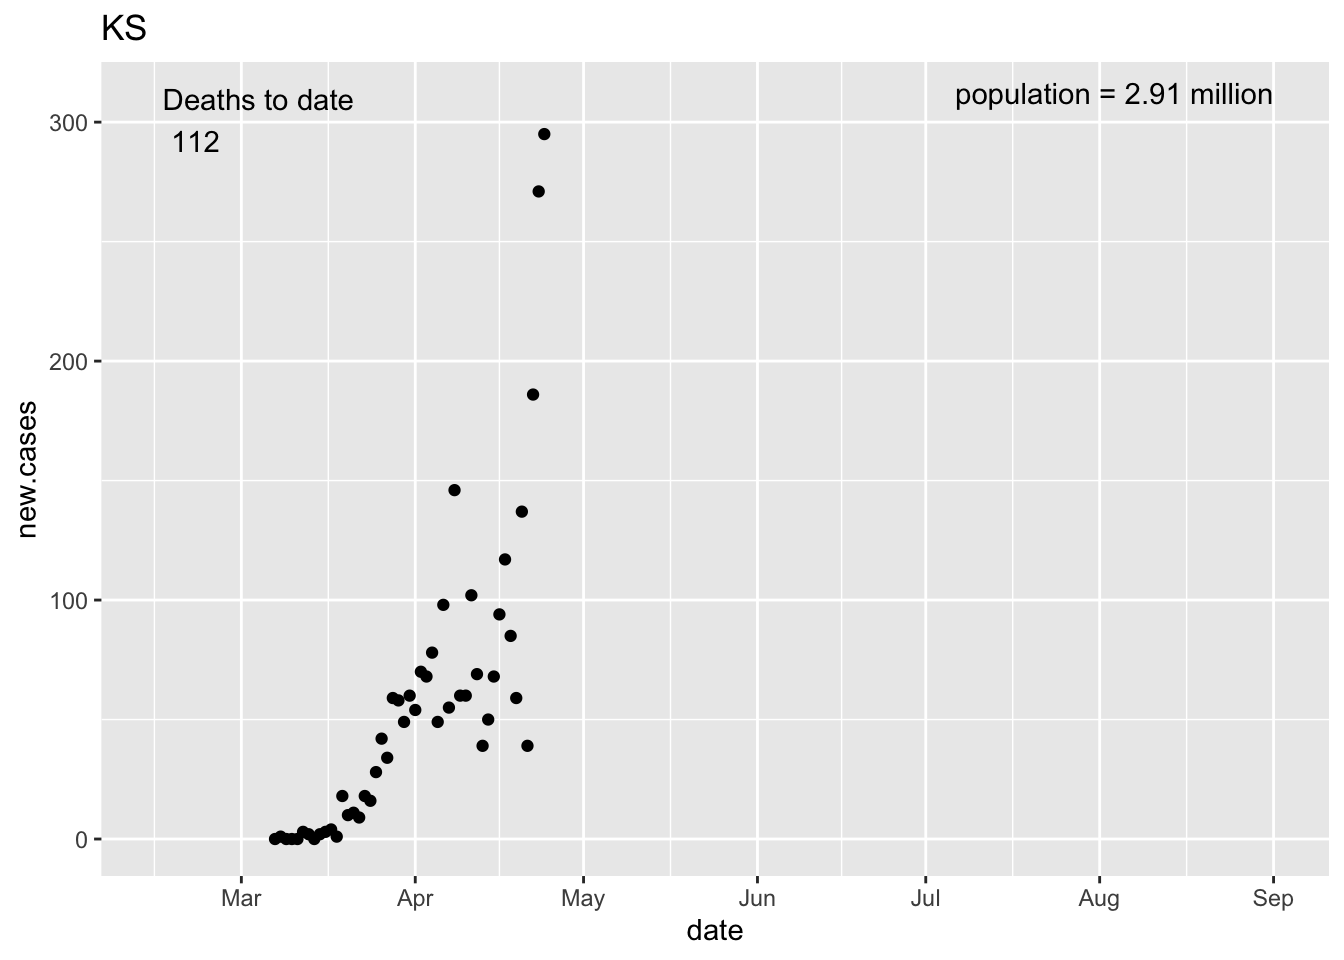 KS
Deaths to date
112
population = 2.91 million
300
200
100
0
new.cases
Mar Apr May Jun Jul Aug Sep
date